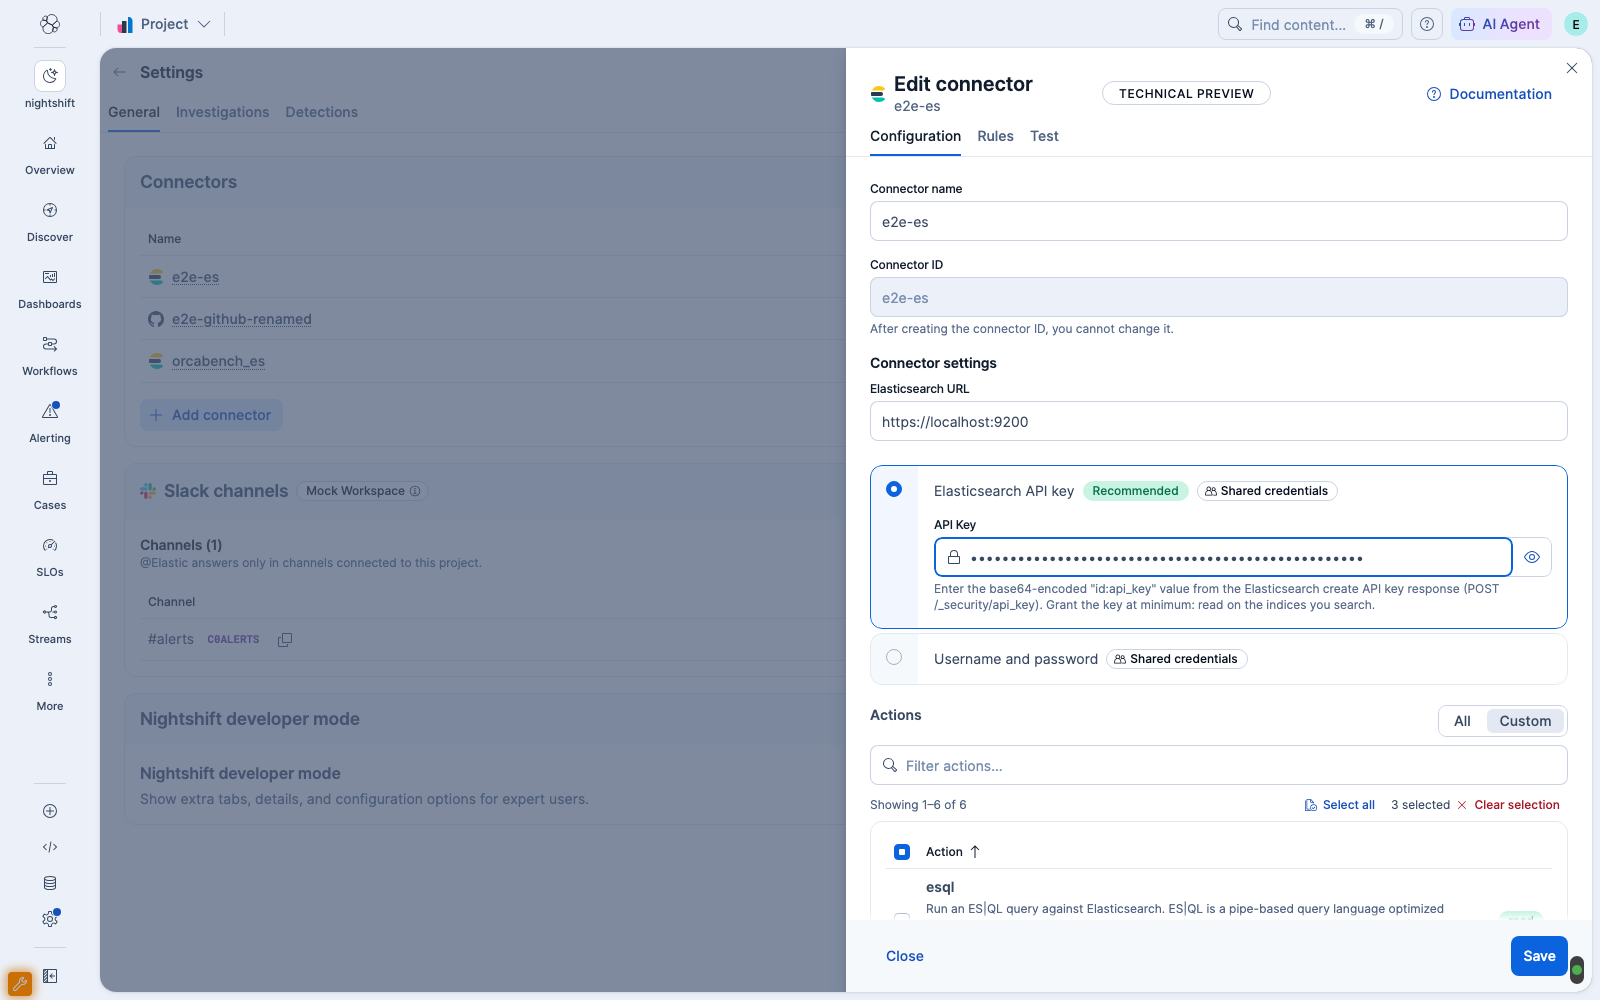 Project
Find content...
⌘ /
AI Agent
E
nightshift
Overview
Discover
Dashboards
Workflows
Alerting
Cases
SLOs
Streams
More
Settings
General
Investigations
Detections
Connectors
Name
e2e-es
e2e-github-renamed
orcabench_es
Add connector
Slack channels
Mock Workspace
Channels (1)
@Elastic answers only in channels connected to this project.
Channel
#alerts C0ALERTS
Nightshift developer mode
Nightshift developer mode
Show extra tabs, details, and configuration options for expert users.
Edit connector
e2e-es
TECHNICAL PREVIEW
Documentation
Configuration
Rules
Test
Connector name
e2e-es
Connector ID
e2e-es
After creating the connector ID, you cannot change it.
Connector settings
Elasticsearch URL
https://localhost:9200
Elasticsearch API key
Recommended
Shared credentials
API Key
••••••••••••••••••••••••••••••••••••••••••••••••••
Enter the base64-encoded "id:api_key" value from the Elasticsearch create API key response (POST
/_security/api_key). Grant the key at minimum: read on the indices you search.
Username and password
Shared credentials
Actions
All
Custom
Filter actions...
Showing 1–6 of 6
Select all
3 selected
Clear selection
Action
esql
Run an ES|QL query against Elasticsearch. ES|QL is a pipe-based query language optimized
Close
Save